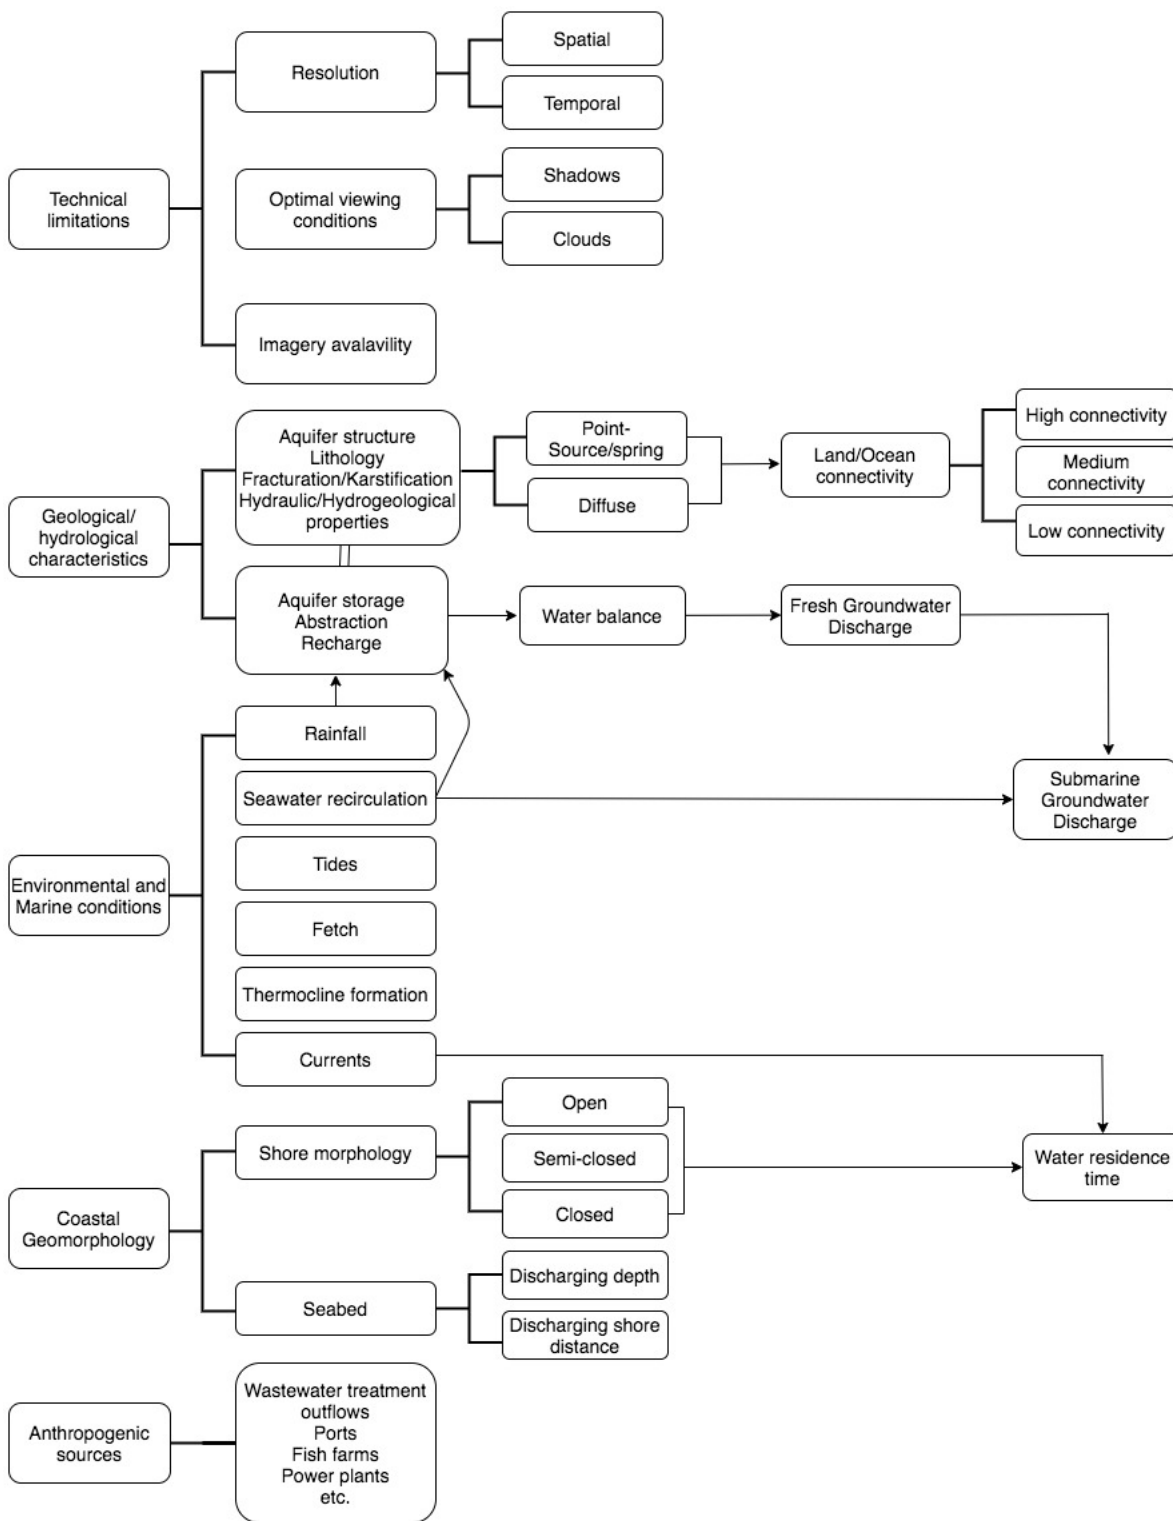 Technical
limitations
Resolution
Spatial
Temporal
Optimal viewing
conditions
Shadows
Clouds
Imagery avalavility
Geological/
hydrological
characteristics
Aquifer structure
Lithology
Fracturation/Karstification
Hydraulic/Hydrogeological
properties
Point-
Source/spring
Diffuse
Land/Ocean
connectivity
High connectivity
Medium
connectivity
Low connectivity
Aquifer storage
Abstraction
Recharge
Water balance
Fresh Groundwater
Discharge
Submarine
Groundwater
Discharge
Environmental and
Marine conditions
Rainfall
Seawater recirculation
Tides
Fetch
Thermocline formation
Currents
Coastal
Geomorphology
Shore morphology
Open
Semi-closed
Closed
Water residence
time
Seabed
Discharging depth
Discharging shore
distance
Anthropogenic
sources
Wastewater treatment
outflows
Ports
Fish farms
Power plants
etc.